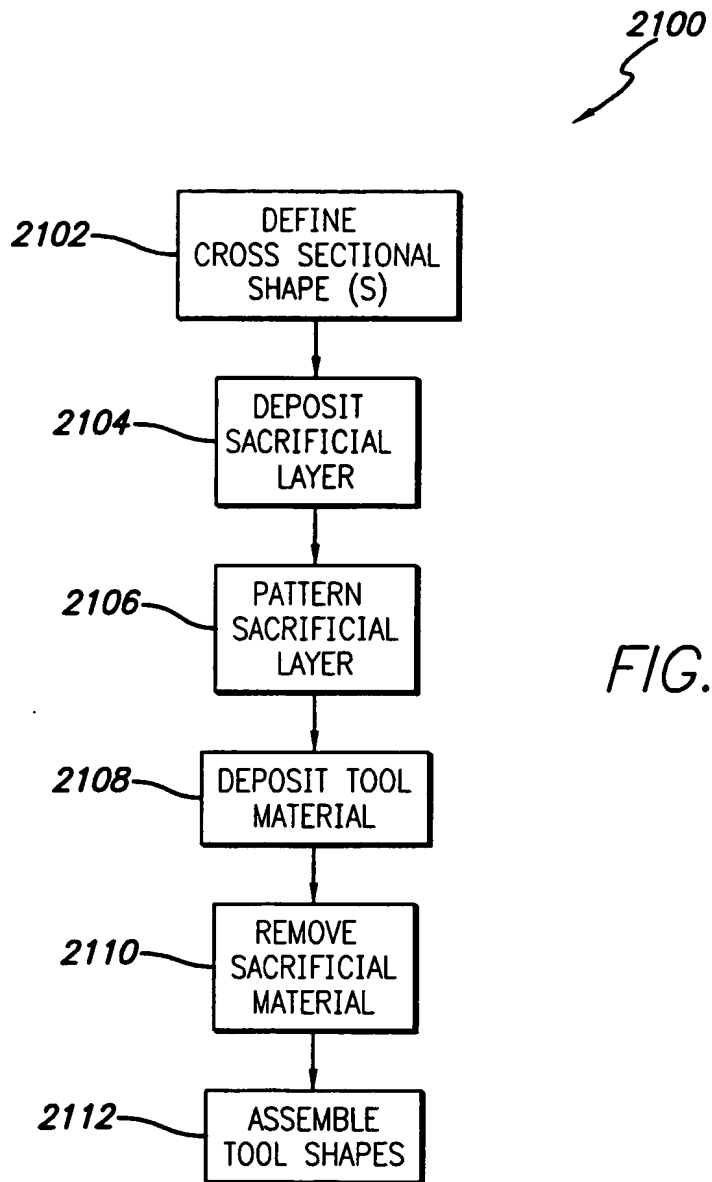 2100
2102
DEFINE
CROSS SECTIONAL
SHAPE (S)
2104
DEPOSIT
SACRIFICIAL
LAYER
2106
PATTERN
SACRIFICIAL
LAYER
FIG.
2108
DEPOSIT TOOL
MATERIAL
2110
REMOVE
SACRIFICIAL
MATERIAL
2112
ASSEMBLE
TOOL SHAPES